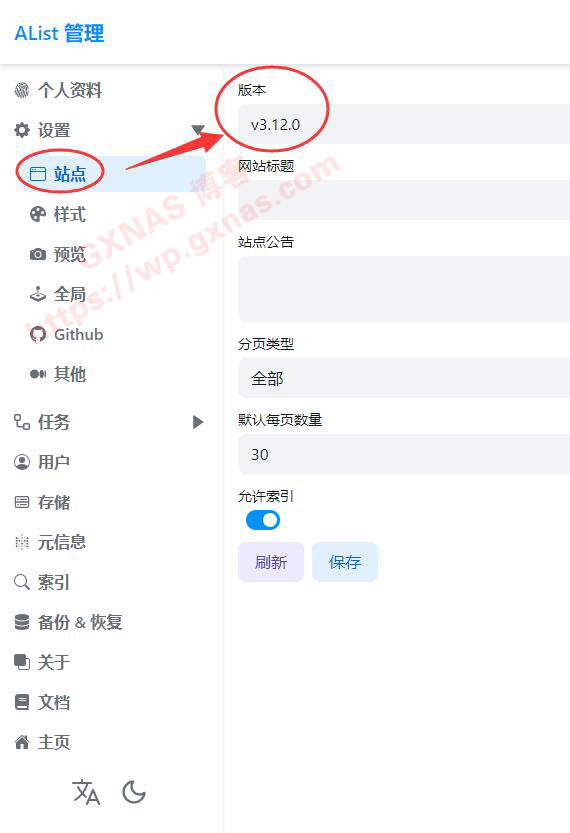 AList 管理
个人资料
设置
站点
样式
预览
全局
Github
其他
任务
用户
存储
元信息
索引
备份 & 恢复
关于
文档
主页
版本
v3.12.0
网站标题
站点公告
分页类型
全部
默认每页数量
30
允许索引
刷新
保存
GXNAS 博客
https://wp.gxnas.com